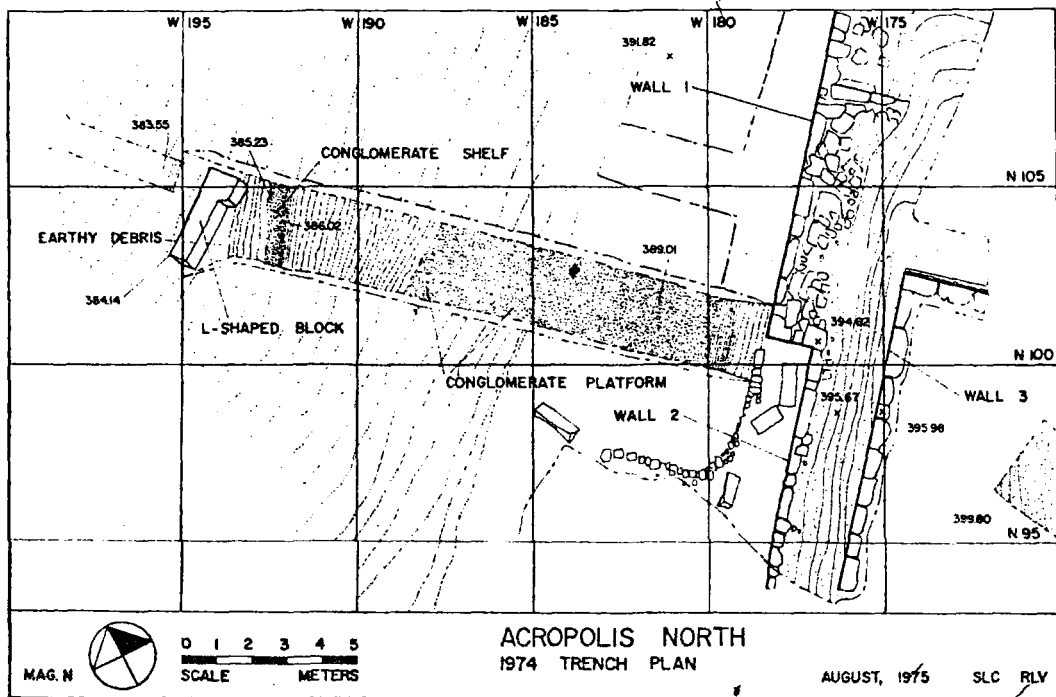 W 195 W 190 W 185 W 180 W 175
391.82
WALL 1
383.55
385.23
CONGLOMERATE SHELF
N 105
386.02
EARTHY DEBRIS
389.01
384.14
L-SHAPED BLOCK
394.82
N 100
CONGLOMERATE PLATFORM
WALL 2
395.67
WALL 3
395.98
399.80
N 95
MAG. N
0 1 2 3 4 5
SCALE METERS
ACROPOLIS NORTH
1974 TRENCH PLAN
AUGUST, 1975 SLC RLY